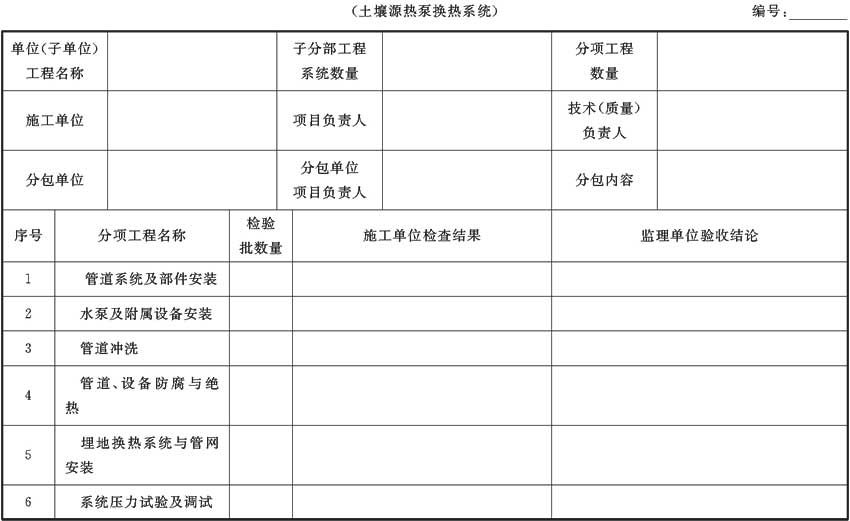 （土壤源热泵换热系统）
编号：
单位（子单位）
工程名称
子分部工程
系统数量
分项工程
数量
施工单位
项目负责人
技术（质量）
负责人
分包单位
分包单位
项目负责人
分包内容
序号
分项工程名称
检验
批数量
施工单位检查结果
监理单位验收结论
1
管道系统及部件安装
2
水泵及附属设备安装
3
管道冲洗
4
管道、设备防腐与绝
热
5
埋地换热系统与管网
安装
6
系统压力试验及调试